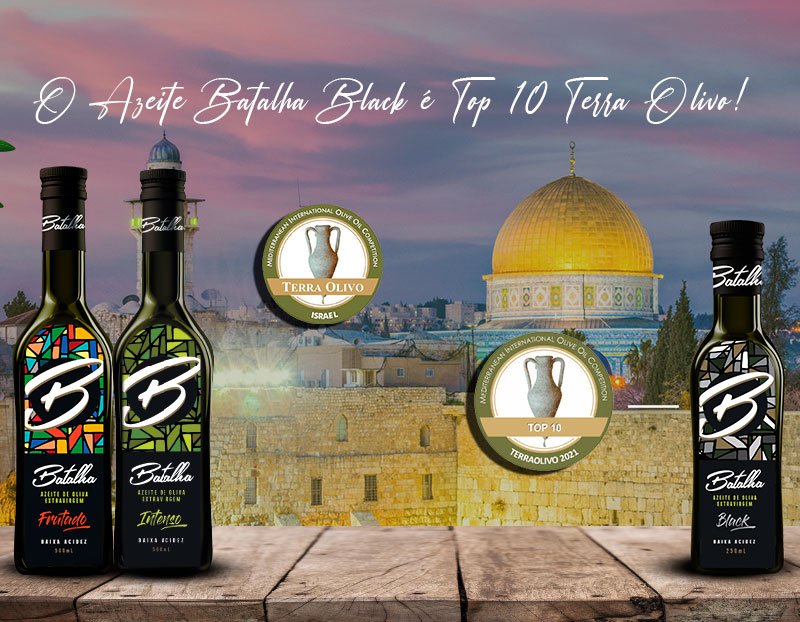 O Azeite Batalha Black é Top 10 Terra Olivo!
Batalha
B
Batalha
AZEITE DE OLIVA
EXTRAVIRGEM
Frutado
BAIXA ACIDEZ
500mL
Batalha
B
Batalha
AZEITE DE OLIVA
EXTRAVIRGEM
Intenso
BAIXA ACIDEZ
500mL
MEDITERRANEAN INTERNATIONAL OLIVE OIL COMPETITION
TERRA OLIVO
ISRAEL
MEDITERRANEAN INTERNATIONAL OLIVE OIL COMPETITION
TOP 10
TERRAOLIVO 2021
Batalha
B
Batalha
AZEITE DE OLIVA
EXTRAVIRGEM
Black
BAIXA ACIDEZ
250mL